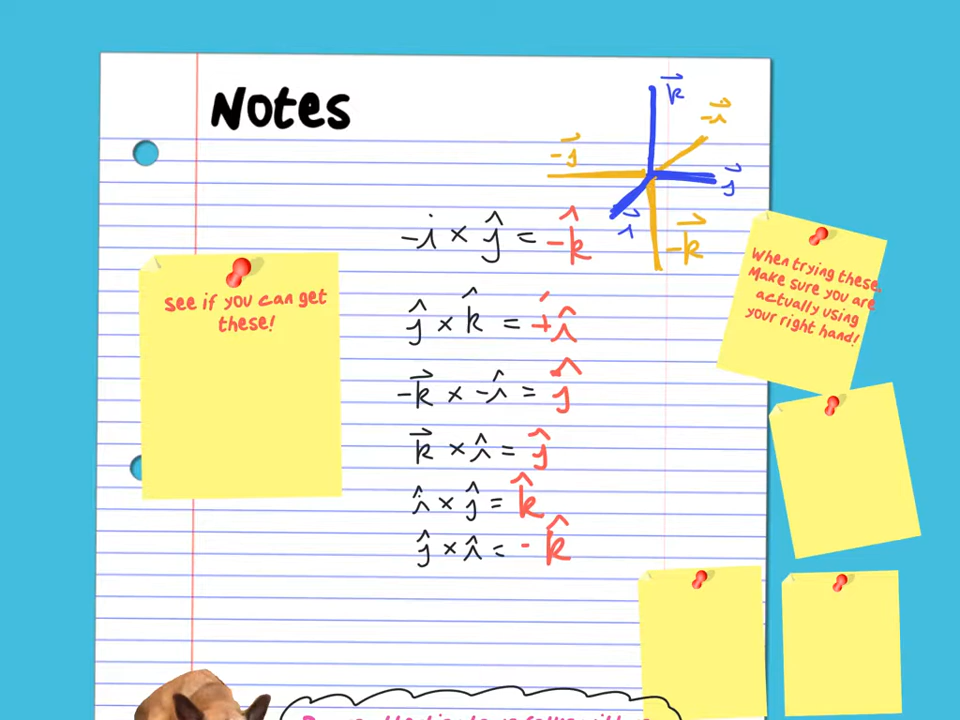 Notes
k⃗
-i⃗
-j⃗
j⃗
i⃗
-k⃗
-i × ĵ = -k̂
ĵ × k̂ = +î
-k⃗ × -î = ĵ
k⃗ × î = ĵ
î × ĵ = k̂
ĵ × î = -k̂
See if you can get
these!
When trying these,
Make sure you are
actually using
your right hand!